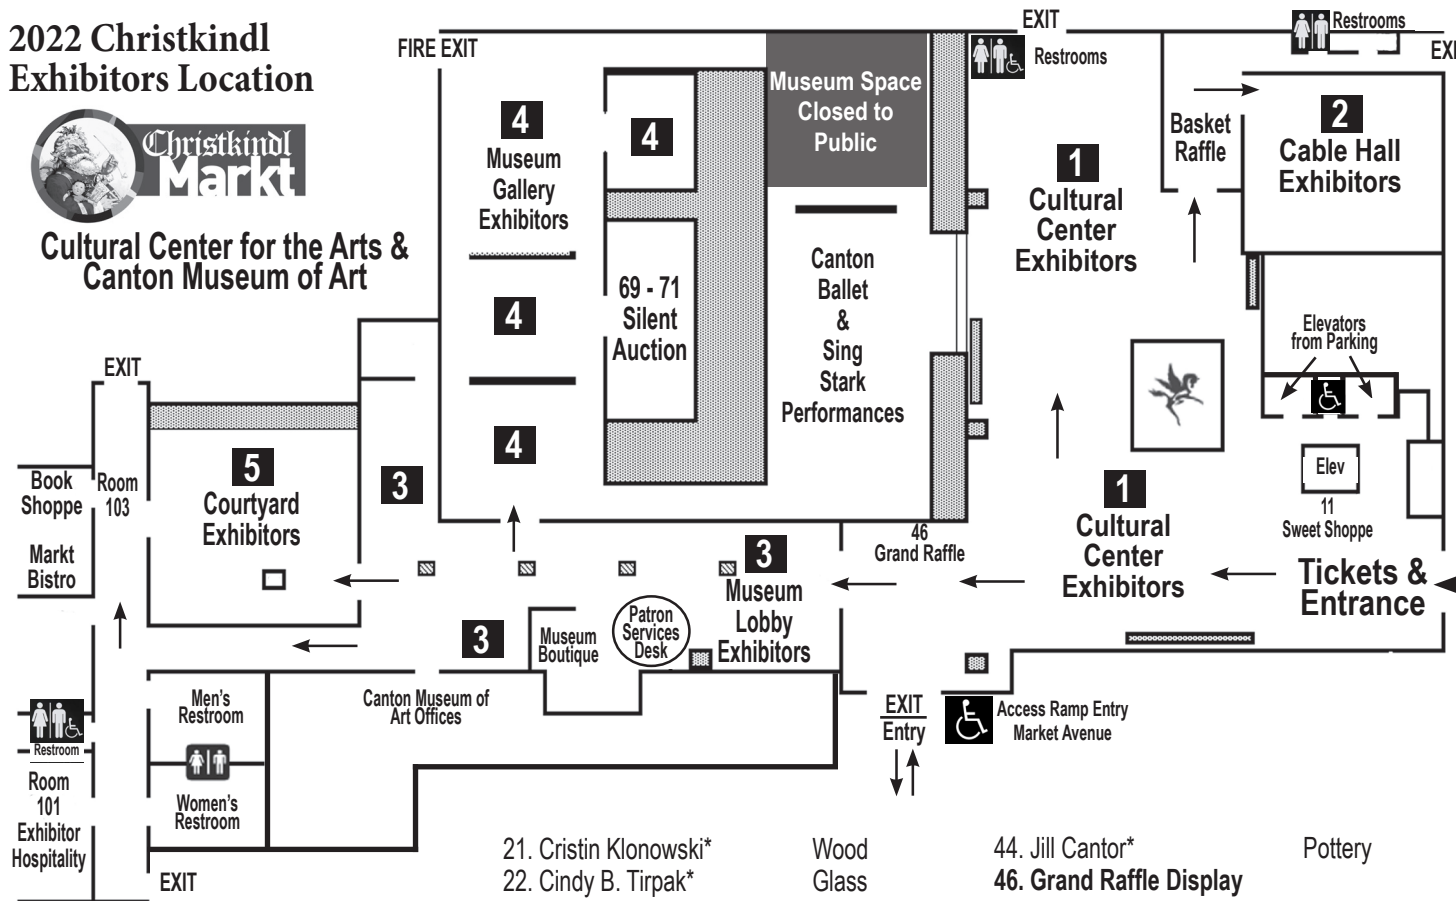 2022 Christkindl
Exhibitors Location
Christkindl
Markt
Cultural Center for the Arts &
Canton Museum of Art
FIRE EXIT
4
Museum
Gallery
Exhibitors
4
4
4
69 - 71
Silent
Auction
Museum Space
Closed to
Public
Canton
Ballet
&
Sing
Stark
Performances
EXIT
Restrooms
1
Cultural
Center
Exhibitors
Basket
Raffle
Restrooms
2
Cable Hall
Exhibitors
Elevators
from Parking
Elev
11
Sweet Shoppe
Tickets &
Entrance
1
Cultural
Center
Exhibitors
46
Grand Raffle
3
Museum
Lobby
Exhibitors
Patron
Services
Desk
Museum
Boutique
3
3
EXIT
5
Courtyard
Exhibitors
Book
Shoppe
Room
103
Markt
Bistro
Restroom
Room
101
Exhibitor
Hospitality
Men's
Restroom
Women's
Restroom
EXIT
Canton Museum of
Art Offices
EXIT
Entry
Access Ramp Entry
Market Avenue
21. Cristin Klonowski* Wood
22. Cindy B. Tirpak* Glass
44. Jill Cantor* Pottery
46. Grand Raffle Display